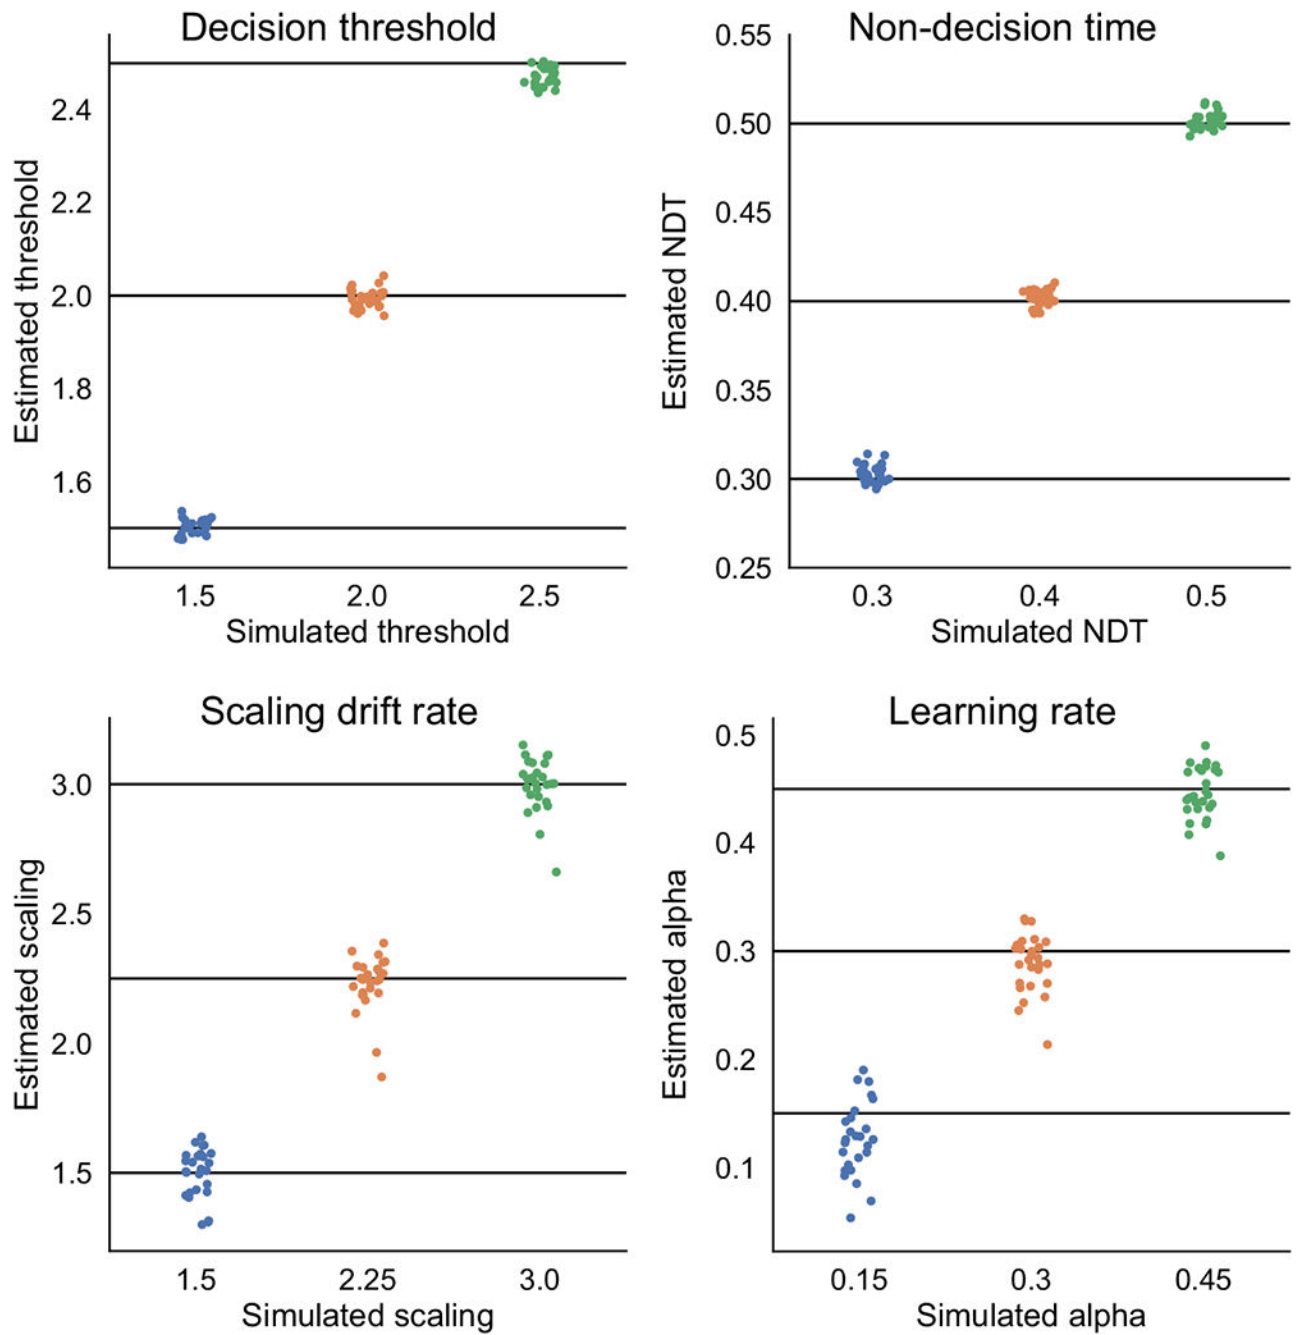 Decision threshold
Estimated threshold
2.4
2.2
2.0
1.8
1.6
1.5 2.0 2.5
Simulated threshold
Non-decision time
Estimated NDT
0.55
0.50
0.45
0.40
0.35
0.30
0.25
0.3 0.4 0.5
Simulated NDT
Scaling drift rate
Estimated scaling
3.0
2.5
2.0
1.5
1.5 2.25 3.0
Simulated scaling
Learning rate
Estimated alpha
0.5
0.4
0.3
0.2
0.1
0.15 0.3 0.45
Simulated alpha